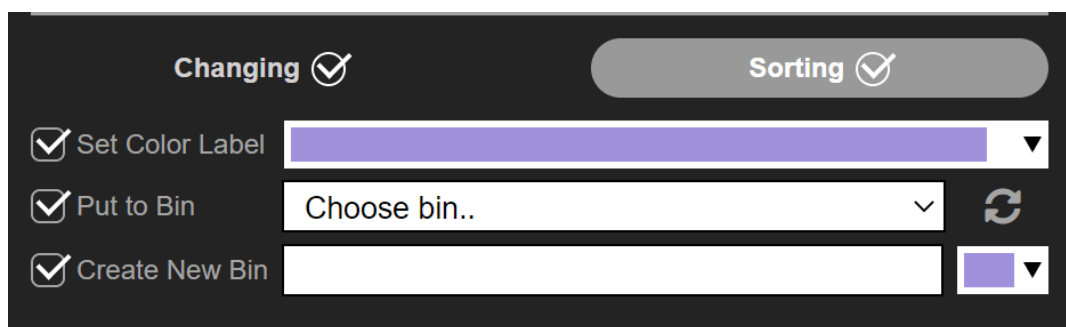 Changing Sorting
Set Color Label
Put to Bin Choose bin..
Create New Bin